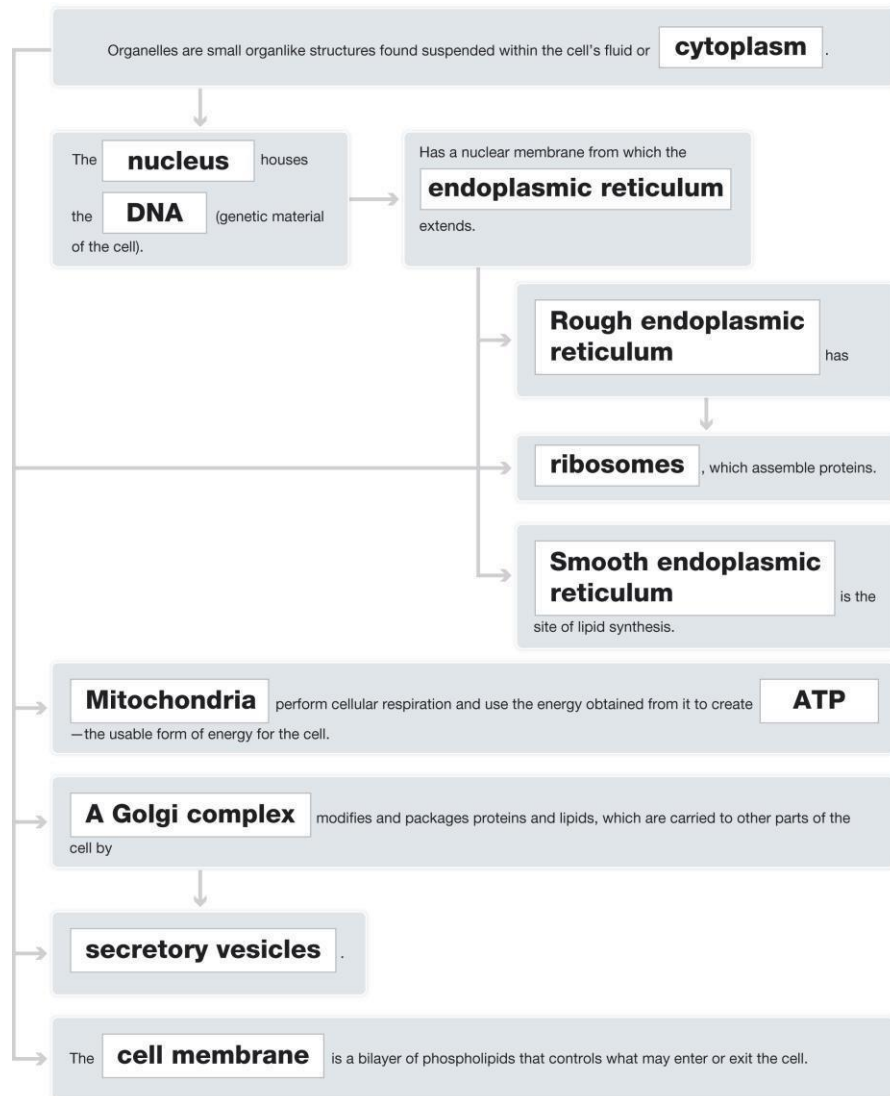 Organelles are small organlike structures found suspended within the cell's fluid or cytoplasm .
The nucleus houses
the DNA (genetic material
of the cell).
Has a nuclear membrane from which the
endoplasmic reticulum
extends.
Rough endoplasmic
reticulum has
ribosomes , which assemble proteins.
Smooth endoplasmic
reticulum is the
site of lipid synthesis.
Mitochondria perform cellular respiration and use the energy obtained from it to create ATP
—the usable form of energy for the cell.
A Golgi complex modifies and packages proteins and lipids, which are carried to other parts of the
cell by
secretory vesicles .
The cell membrane is a bilayer of phospholipids that controls what may enter or exit the cell.